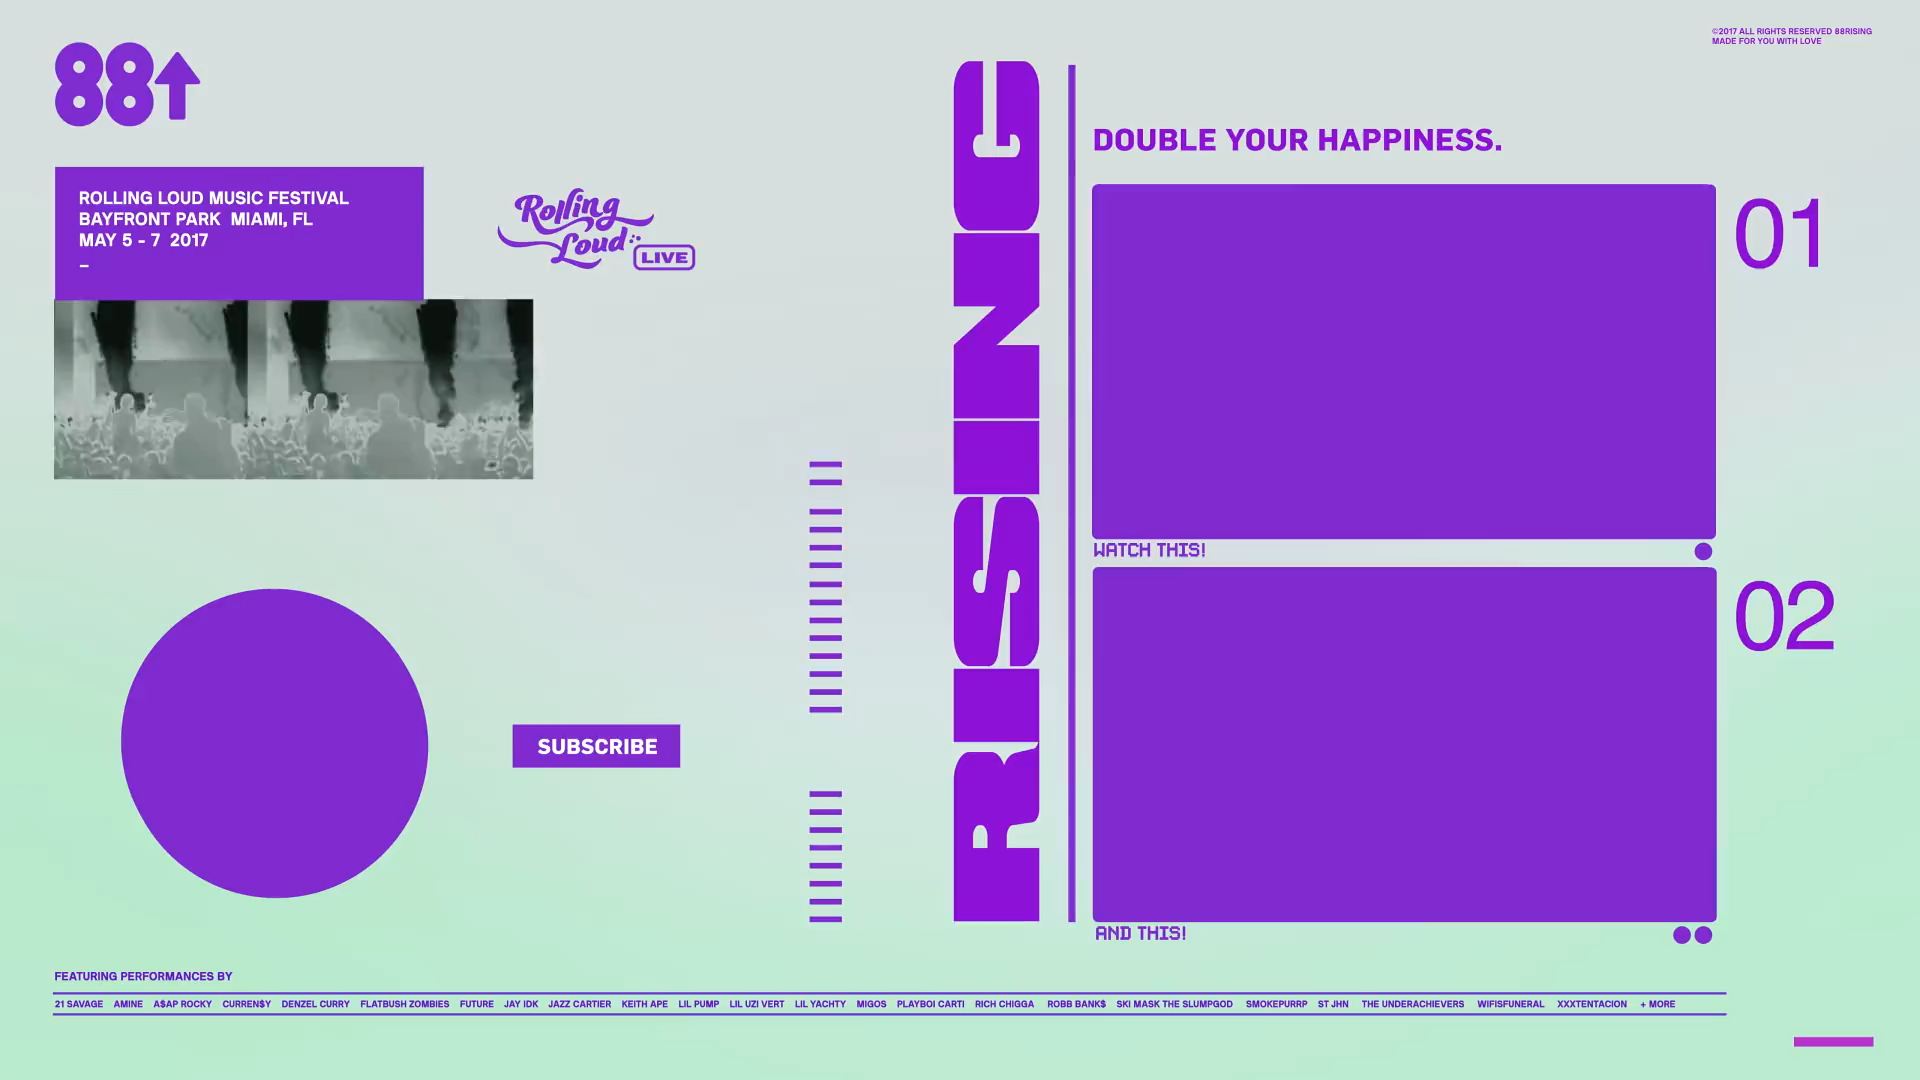 ©2017 ALL RIGHTS RESERVED 88RISING
MADE FOR YOU WITH LOVE
88
ROLLING LOUD MUSIC FESTIVAL
BAYFRONT PARK  MIAMI, FL
MAY 5 - 7  2017
–
Rolling
Loud
LIVE
SUBSCRIBE
RISING
DOUBLE YOUR HAPPINESS.
01
WATCH THIS!
02
AND THIS!
FEATURING PERFORMANCES BY
21 SAVAGE AMINE A$AP ROCKY CURREN$Y DENZEL CURRY FLATBUSH ZOMBIES FUTURE JAY IDK JAZZ CARTIER KEITH APE LIL PUMP LIL UZI VERT LIL YACHTY MIGOS PLAYBOI CARTI RICH CHIGGA ROBB BANK$ SKI MASK THE SLUMPGOD SMOKEPURRP ST JHN THE UNDERACHIEVERS WIFISFUNERAL XXXTENTACION + MORE